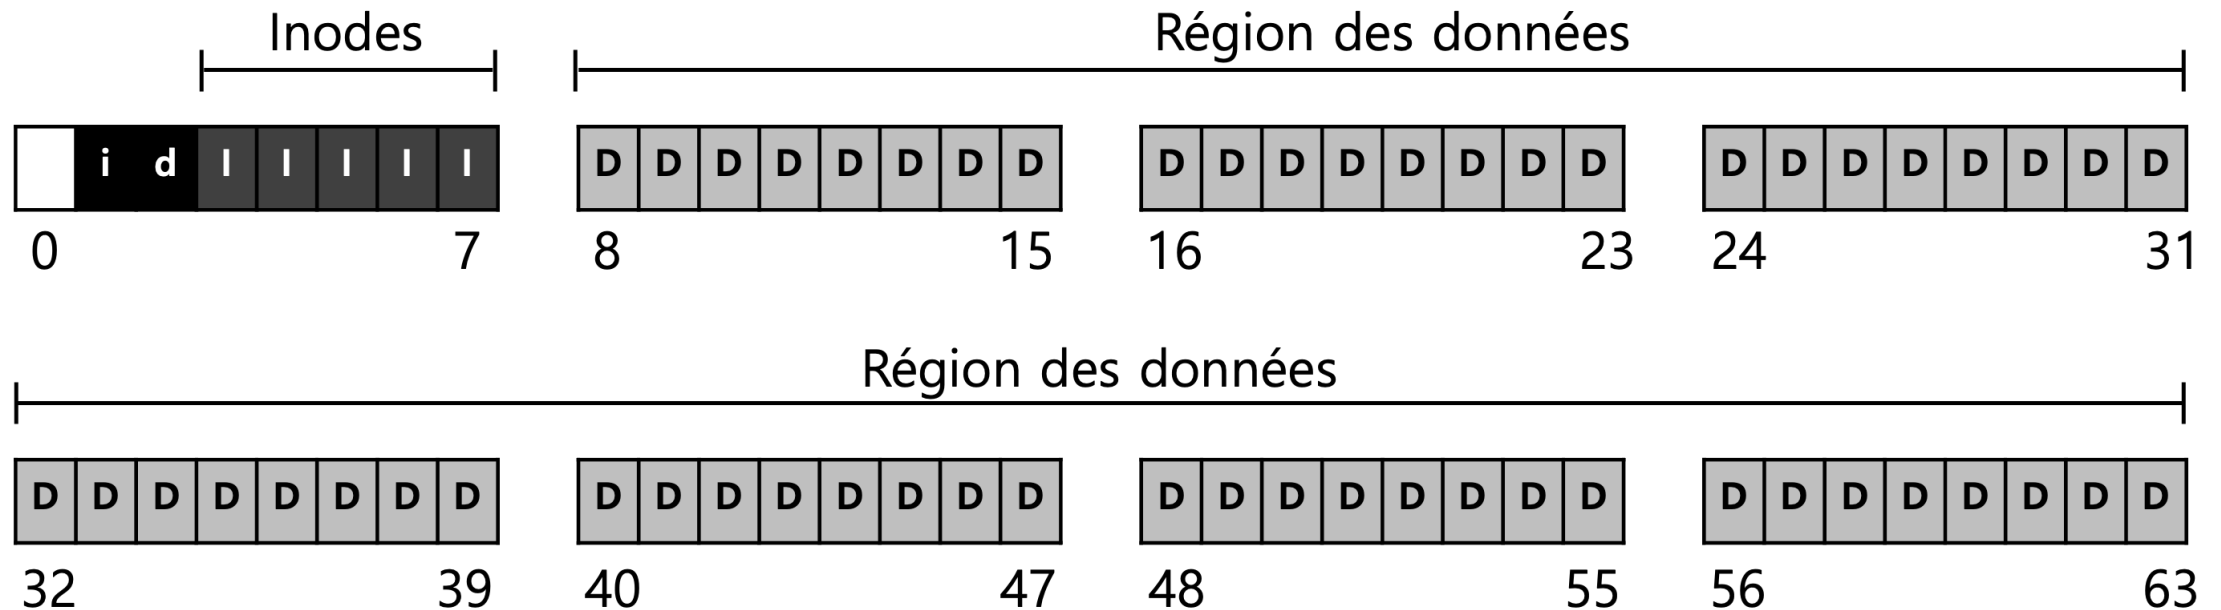 Inodes Région des données
i d I I I I I D D D D D D D D D D D D D D D D D D D D D D D D
0 7 8 15 16 23 24 31
Région des données
D D D D D D D D D D D D D D D D D D D D D D D D D D D D D D D D
32 39 40 47 48 55 56 63